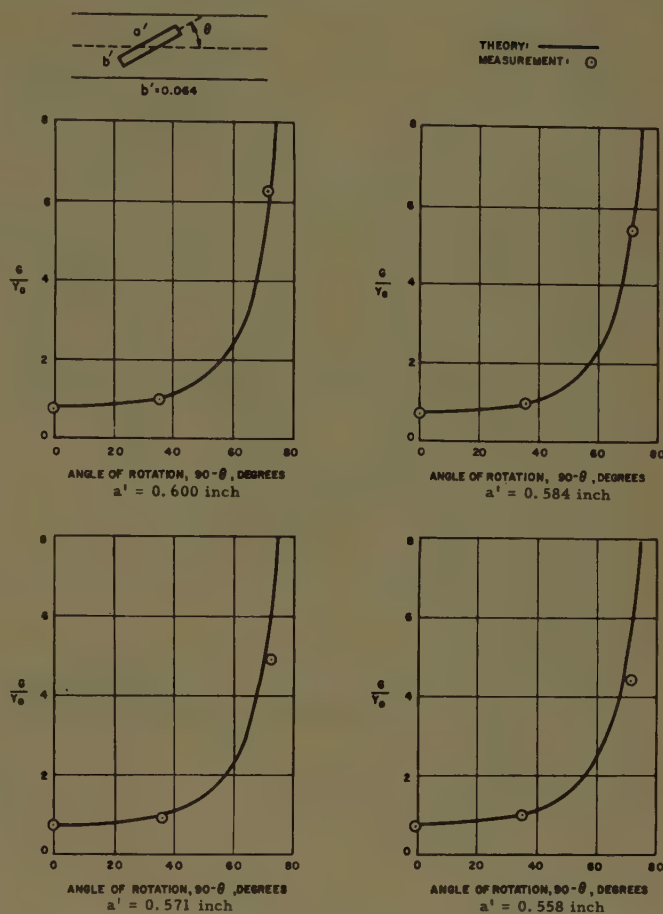 a'
θ
b'
b'=0.064
THEORY:
MEASUREMENT:
8
6
4
2
0
G
Y₀
0 20 40 60 80
ANGLE OF ROTATION, 90-θ, DEGREES
a' = 0.600 inch
8
6
4
2
0
G
Y₀
0 20 40 60 80
ANGLE OF ROTATION, 90-θ, DEGREES
a' = 0.584 inch
8
6
4
2
0
G
Y₀
0 20 40 60 80
ANGLE OF ROTATION, 90-θ, DEGREES
a' = 0.571 inch
8
6
4
2
0
G
Y₀
0 20 40 60 80
ANGLE OF ROTATION, 90-θ, DEGREES
a' = 0.558 inch